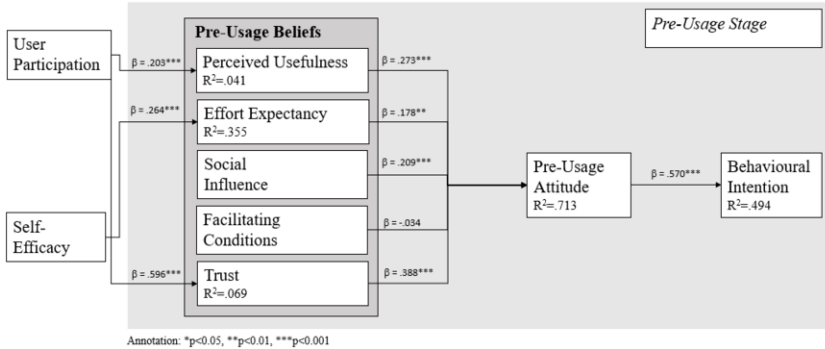 Pre-Usage Stage
Pre-Usage Beliefs
User
Participation
β = .203***
Perceived Usefulness
R²=.041
β = .273***
β = .264***
Effort Expectancy
R²=.355
β = .178**
Social
Influence
β = .209***
Pre-Usage
Attitude
R²=.713
β = .570***
Behavioural
Intention
R²=.494
Self-
Efficacy
Facilitating
Conditions
β = -.034
β = .596***
Trust
R²=.069
β = .388***
Annotation: *p<0.05, **p<0.01, ***p<0.001